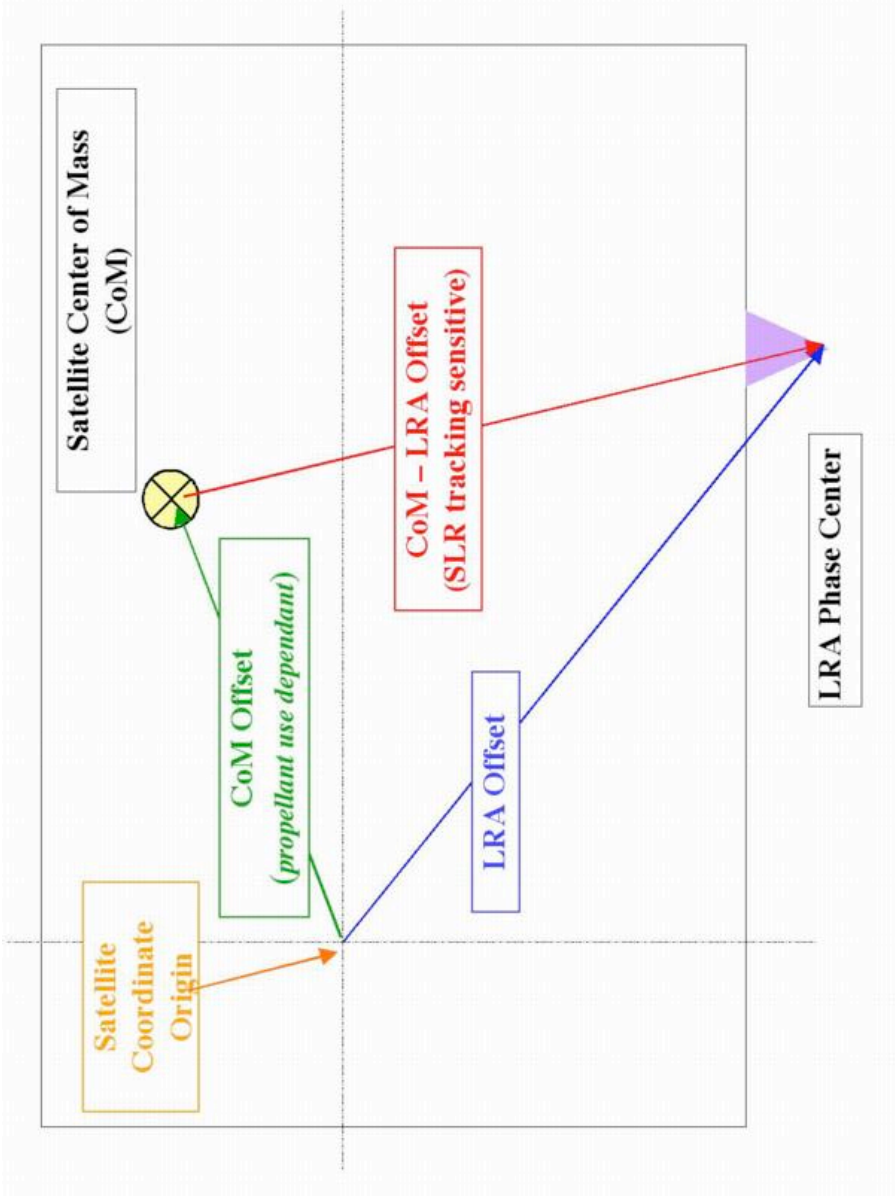 Satellite Center of Mass
(CoM)
Satellite
Coordinate
Origin
CoM Offset
(propellant use dependant)
CoM – LRA Offset
(SLR tracking sensitive)
LRA Offset
LRA Phase Center